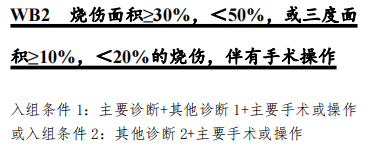 WB2 烧伤面积≥30%，＜50%，或三度面
积≥10%，＜20%的烧伤，伴有手术操作
入组条件 1：主要诊断+其他诊断 1+主要手术或操作
或入组条件 2：其他诊断 2+主要手术或操作